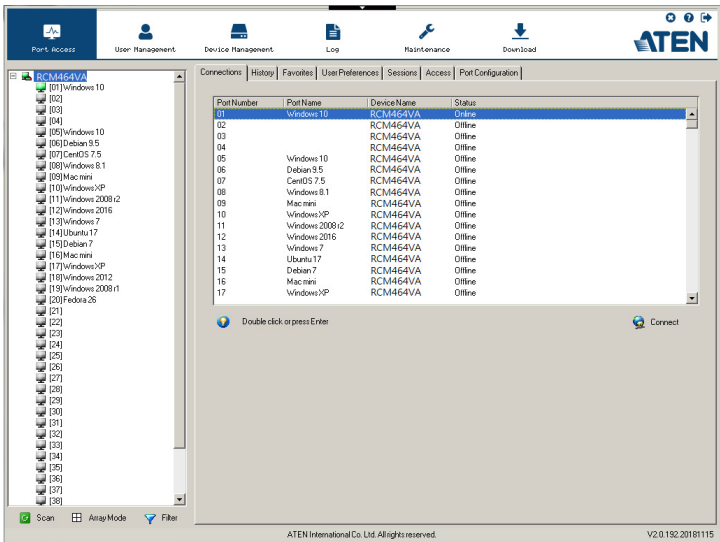 Port Access
User Management
Device Management
Log
Maintenance
Download
ATEN
RCM464VA
[01]Windows 10
[02]
[03]
[04]
[05]Windows 10
[06]Debian 9.5
[07]CentOS 7.5
[08]Windows 8.1
[09]Mac mini
[10]Windows XP
[11]Windows 2008 r2
[12]Windows 2016
[13]Windows 7
[14]Ubuntu 17
[15]Debian 7
[16]Mac mini
[17]Windows XP
[18]Windows 2012
[19]Windows 2008 r1
[20]Fedora 26
[21]
[22]
[23]
[24]
[25]
[26]
[27]
[28]
[29]
[30]
[31]
[32]
[33]
[34]
[35]
[36]
[37]
[38]
Scan
Array Mode
Filter
Connections History Favorites User Preferences Sessions Access Port Configuration
Port Number Port Name Device Name Status
01 Windows 10 RCM464VA Online
02 RCM464VA Offline
03 RCM464VA Offline
04 RCM464VA Offline
05 Windows 10 RCM464VA Offline
06 Debian 9.5 RCM464VA Offline
07 CentOS 7.5 RCM464VA Offline
08 Windows 8.1 RCM464VA Offline
09 Mac mini RCM464VA Offline
10 Windows XP RCM464VA Offline
11 Windows 2008 r2 RCM464VA Offline
12 Windows 2016 RCM464VA Offline
13 Windows 7 RCM464VA Offline
14 Ubuntu 17 RCM464VA Offline
15 Debian 7 RCM464VA Offline
16 Mac mini RCM464VA Offline
17 Windows XP RCM464VA Offline
Double click or press Enter
Connect
ATEN International Co. Ltd. All rights reserved.
V2.0.192.20181115